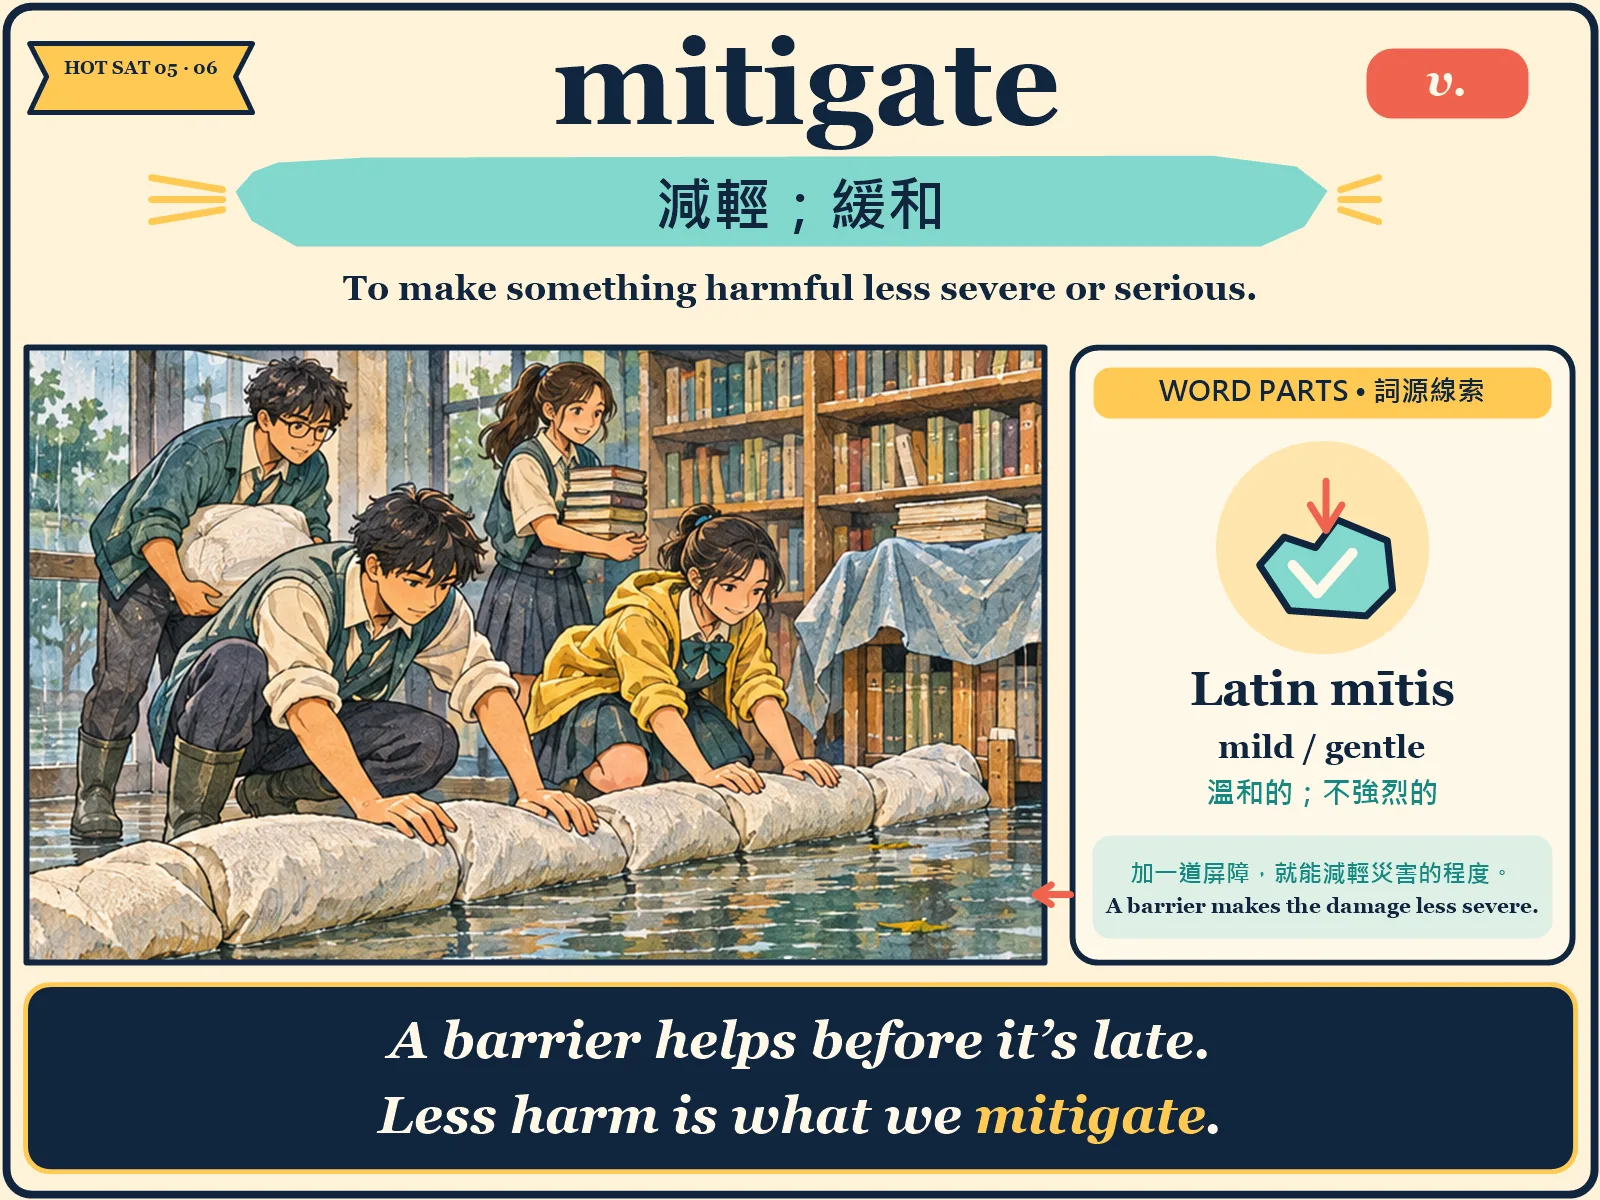 HOT SAT 05 · 06
mitigate
v.
減輕；緩和
To make something harmful less severe or serious.
WORD PARTS • 詞源線索
Latin mītis
mild / gentle
溫和的；不強烈的
加一道屏障，就能減輕災害的程度。
A barrier makes the damage less severe.
A barrier helps before it’s late.
Less harm is what we mitigate.